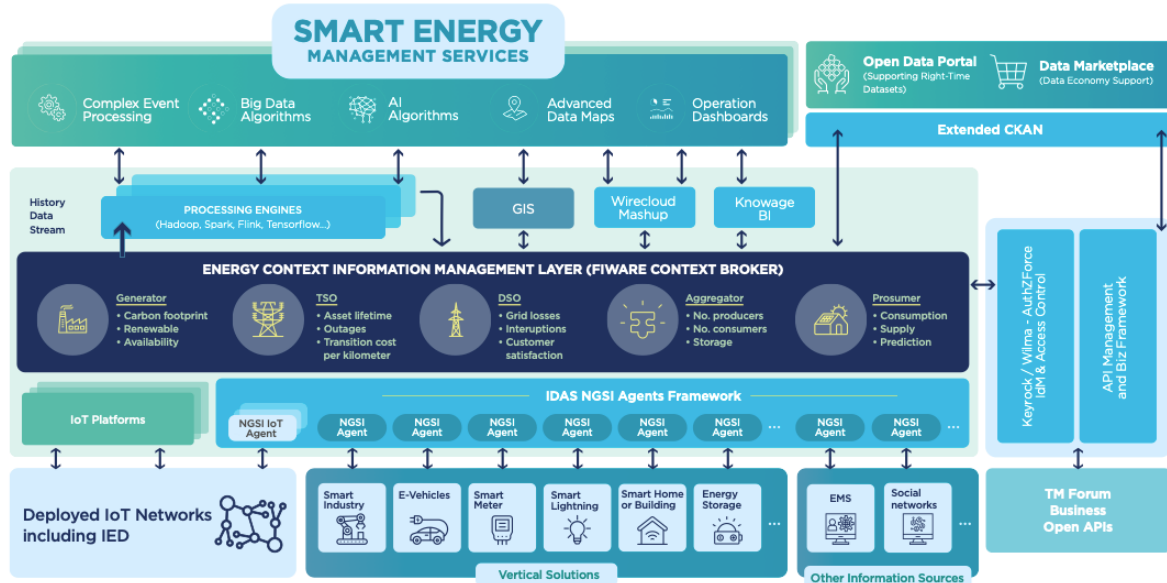 SMART ENERGY
MANAGEMENT SERVICES
Complex Event
Processing
Big Data
Algorithms
AI
Algorithms
Advanced
Data Maps
Operation
Dashboards
Open Data Portal
(Supporting Right-Time
Datasets)
Data Marketplace
(Data Economy Support)
Extended CKAN
History
Data
Stream
PROCESSING ENGINES
(Hadoop, Spark, Flink, Tensorflow...)
GIS
Wirecloud
Mashup
Knowage
BI
ENERGY CONTEXT INFORMATION MANAGEMENT LAYER (FIWARE CONTEXT BROKER)
Generator
• Carbon footprint
• Renewable
• Availability
TSO
• Asset lifetime
• Outages
• Transition cost
per kilometer
DSO
• Grid losses
• Interuptions
• Customer
satisfaction
Aggregator
• No. producers
• No. consumers
• Storage
Prosumer
• Consumption
• Supply
• Prediction
Keyrock / Wilma - AuthZForce
IdM & Access Control
API Management
and Biz Framework
IoT Platforms
IDAS NGSI Agents Framework
NGSI IoT
Agent
NGSI
Agent
NGSI
Agent
NGSI
Agent
NGSI
Agent
NGSI
Agent
NGSI
Agent
...
NGSI
Agent
NGSI
Agent
...
Deployed IoT Networks
including IED
Smart
Industry
E-Vehicles
Smart
Meter
Smart
Lightning
Smart Home
or Building
Energy
Storage
...
Vertical Solutions
EMS
Social
networks
...
Other Information Sources
TM Forum
Business
Open APIs